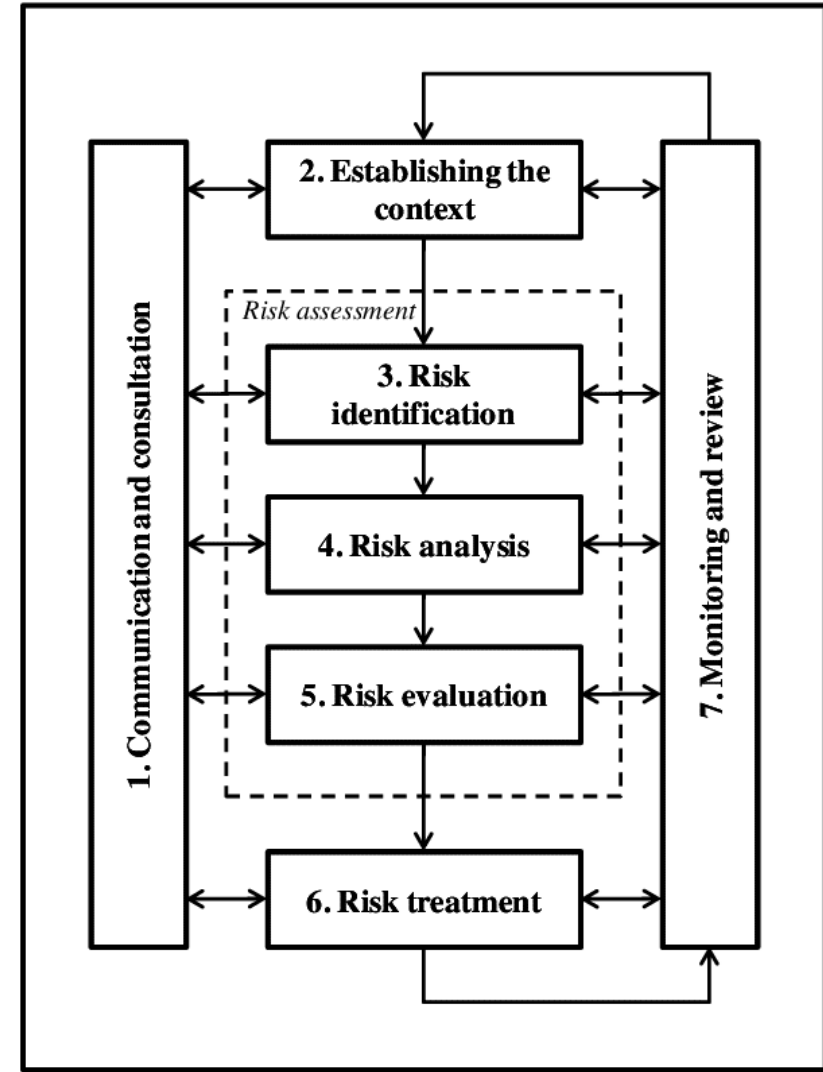 2. Establishing the
context
Risk assessment
3. Risk
identification
4. Risk analysis
5. Risk evaluation
6. Risk treatment
1. Communication and consultation
7. Monitoring and review